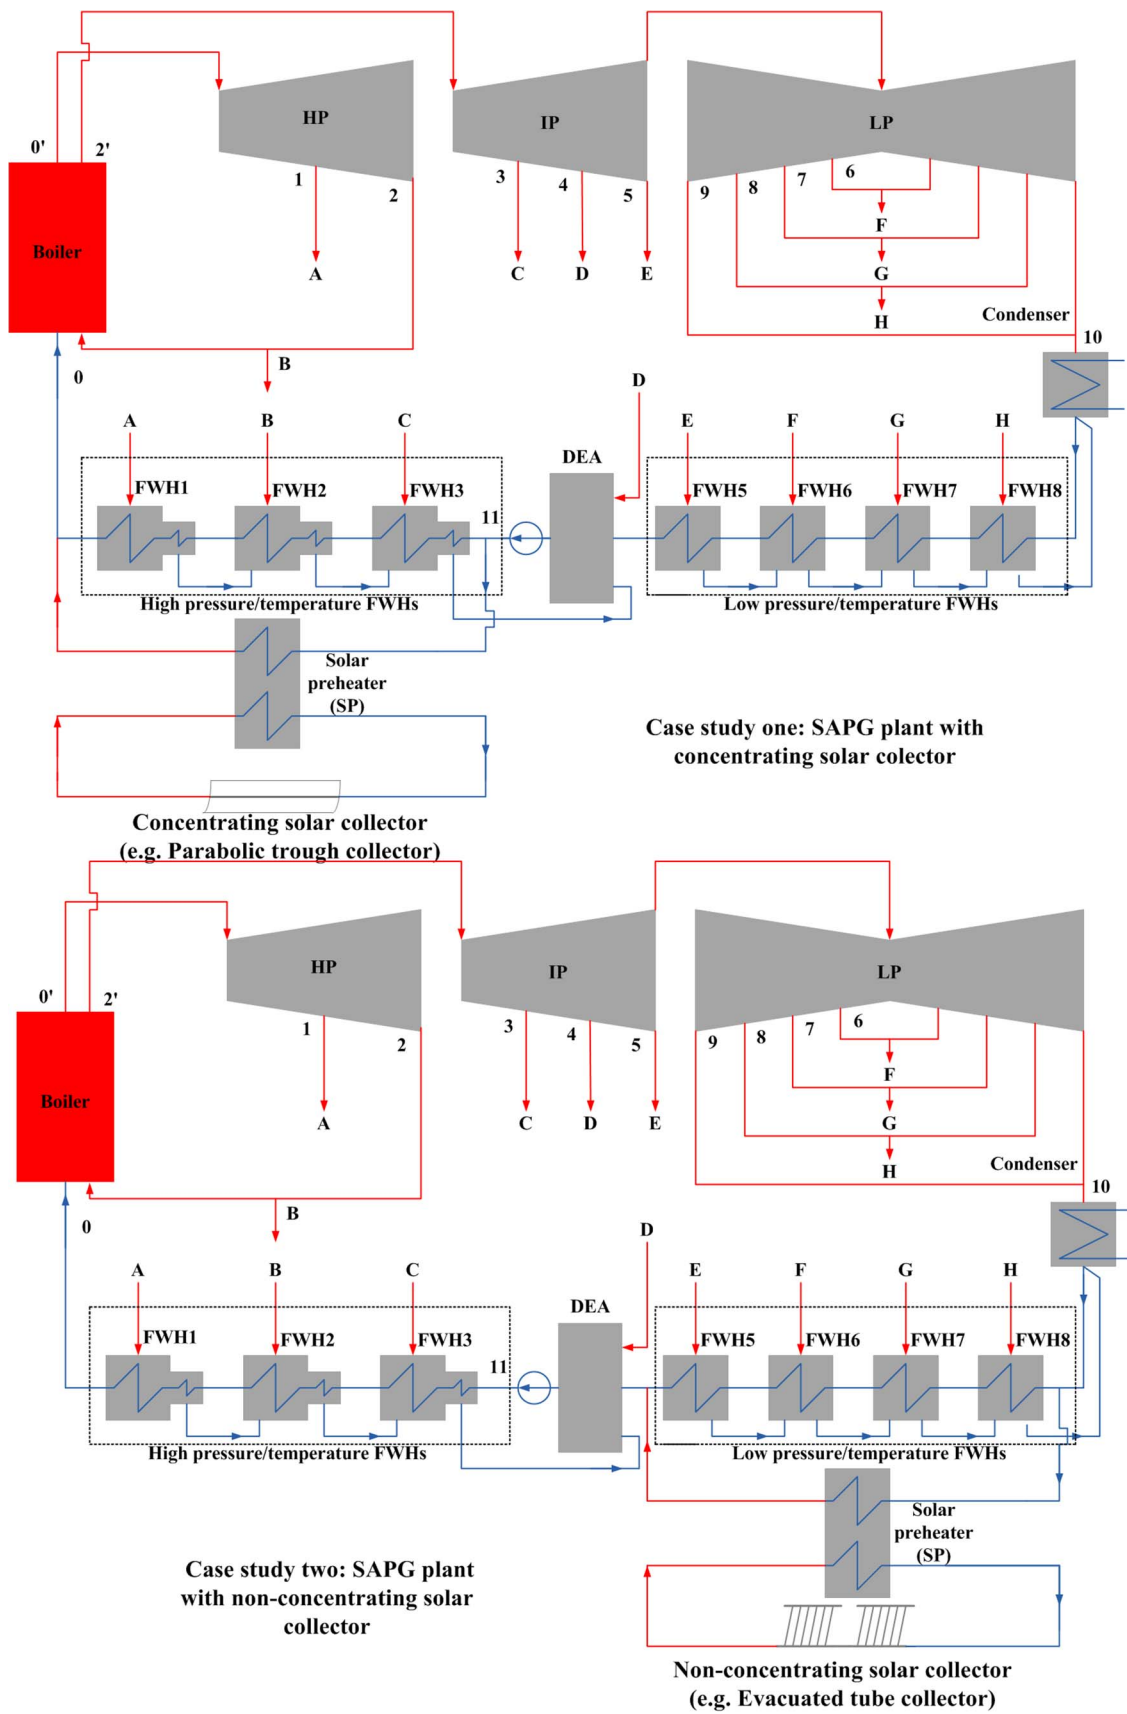 HP
IP
LP
0'
2'
1
2
3
4
5
6
7
8
9
Boiler
A
C
D
E
F
G
H
Condenser
10
B
0
D
A
B
C
DEA
E
F
G
H
FWH1
FWH2
FWH3
11
FWH5
FWH6
FWH7
FWH8
High pressure/temperature FWHs
Low pressure/temperature FWHs
Solar
preheater
(SP)
Case study one: SAPG plant with
concentrating solar colector
Concentrating solar collector
(e.g. Parabolic trough collector)
HP
IP
LP
0'
2'
1
2
3
4
5
6
7
8
9
Boiler
A
C
D
E
F
G
H
Condenser
10
B
0
D
A
B
C
DEA
E
F
G
H
FWH1
FWH2
FWH3
11
FWH5
FWH6
FWH7
FWH8
High pressure/temperature FWHs
Low pressure/temperature FWHs
Solar
preheater
(SP)
Case study two: SAPG plant
with non-concentrating solar
collector
Non-concentrating solar collector
(e.g. Evacuated tube collector)